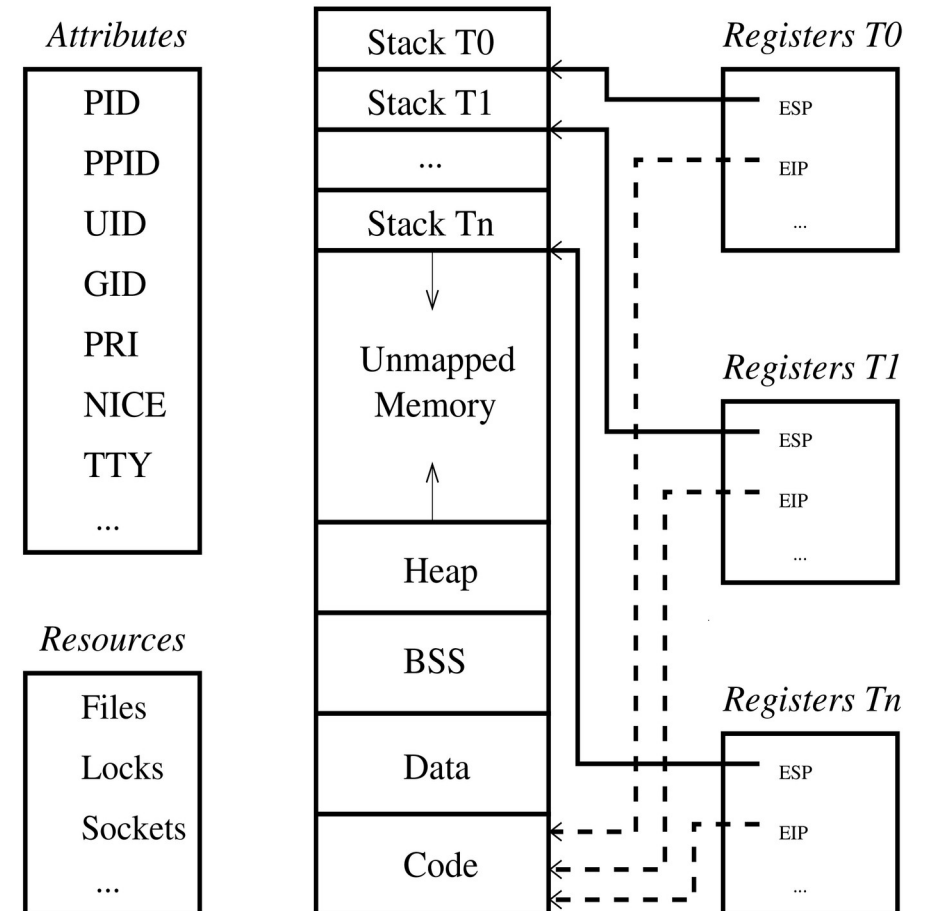 Attributes
PID
PPID
UID
GID
PRI
NICE
TTY
...
Resources
Files
Locks
Sockets
...
Stack T0
Stack T1
...
Stack Tn
Unmapped
Memory
Heap
BSS
Data
Code
Registers T0
ESP
EIP
...
Registers T1
ESP
EIP
...
Registers Tn
ESP
EIP
...